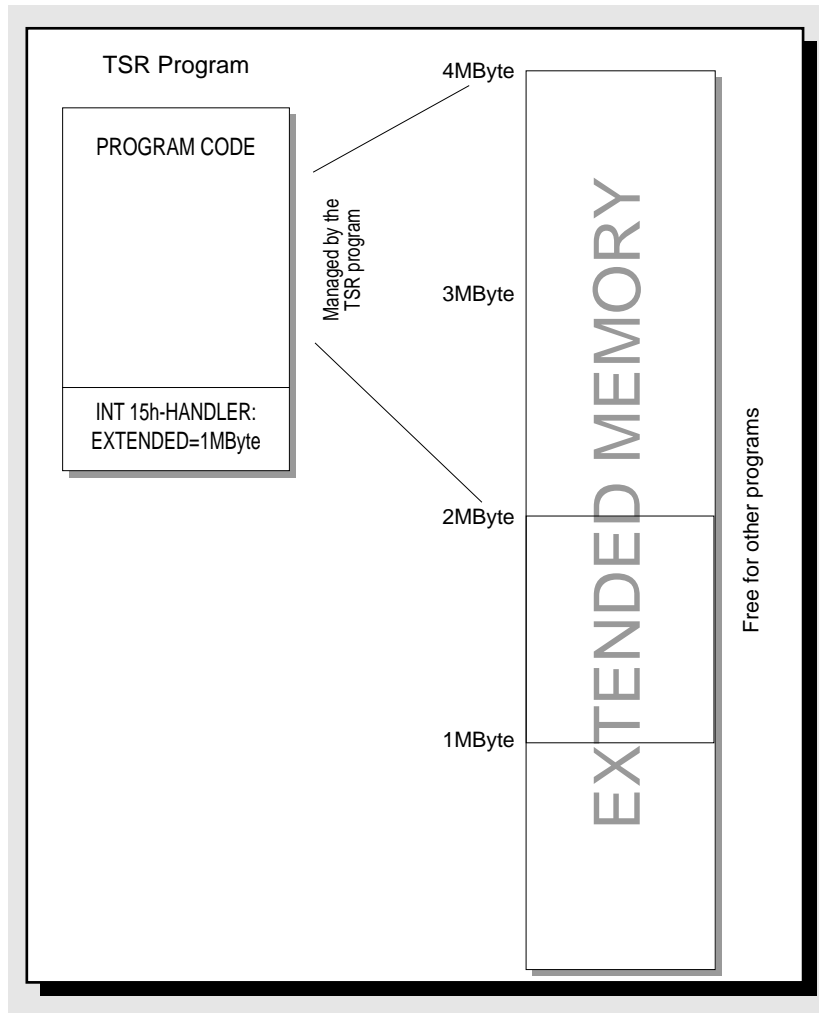 TSR Program
PROGRAM CODE
INT 15h-HANDLER:
EXTENDED=1MByte
Managed by the
TSR program
4MByte
3MByte
2MByte
1MByte
EXTENDED MEMORY
Free for other programs